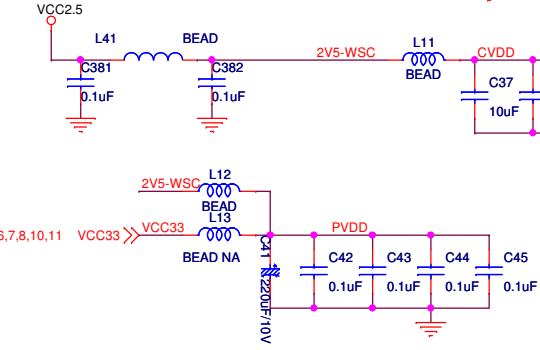 VCC2.5
L41 BEAD
C381
0.1uF
C382
0.1uF
2V5-WSC
L11
BEAD
CVDD
C37
10uF
2V5-WSC
L12
BEAD
L13
6,7,8,10,11 VCC33 VCC33
BEAD NA
PVDD
C41
220uF/10V
C42
0.1uF
C43
0.1uF
C44
0.1uF
C45
0.1uF